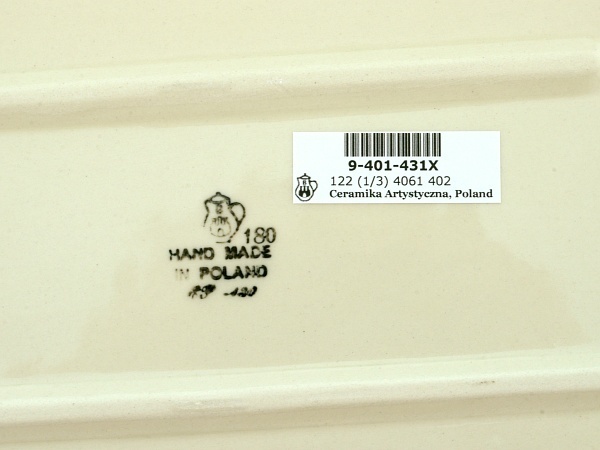 9-401-431X
122 (1/3) 4061 402
Ceramika Artystyczna, Poland
180
HAND MADE
IN POLAND